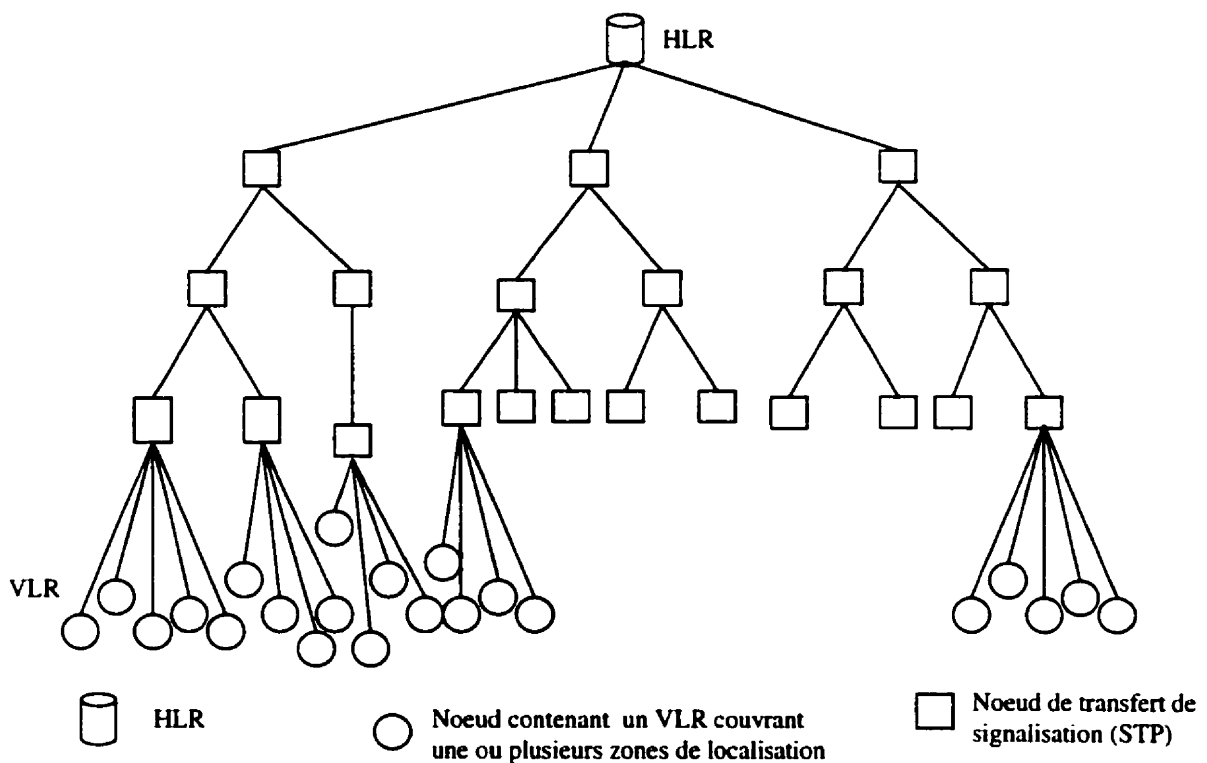 HLR
VLR
HLR
Noeud contenant un VLR couvrant
une ou plusieurs zones de localisation
Noeud de transfert de
signalisation (STP)